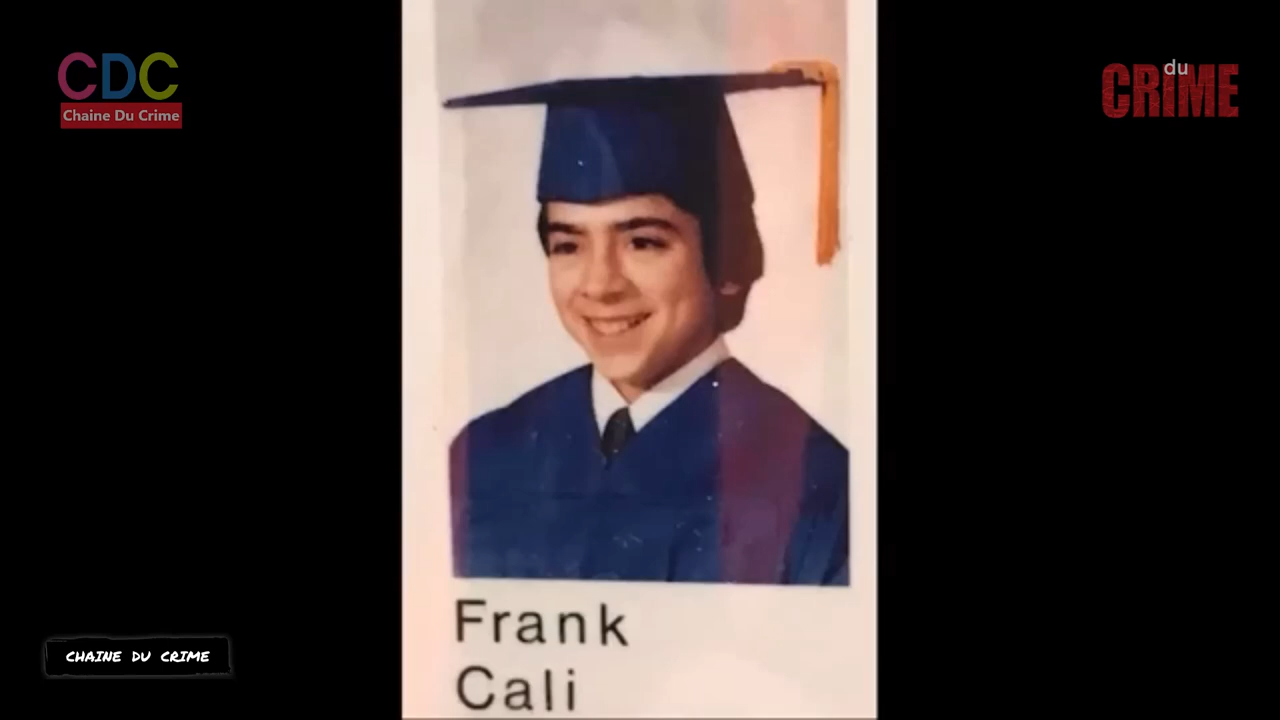 CDC
Chaine Du Crime
du
CRIME
Frank
Cali
CHAINE DU CRIME